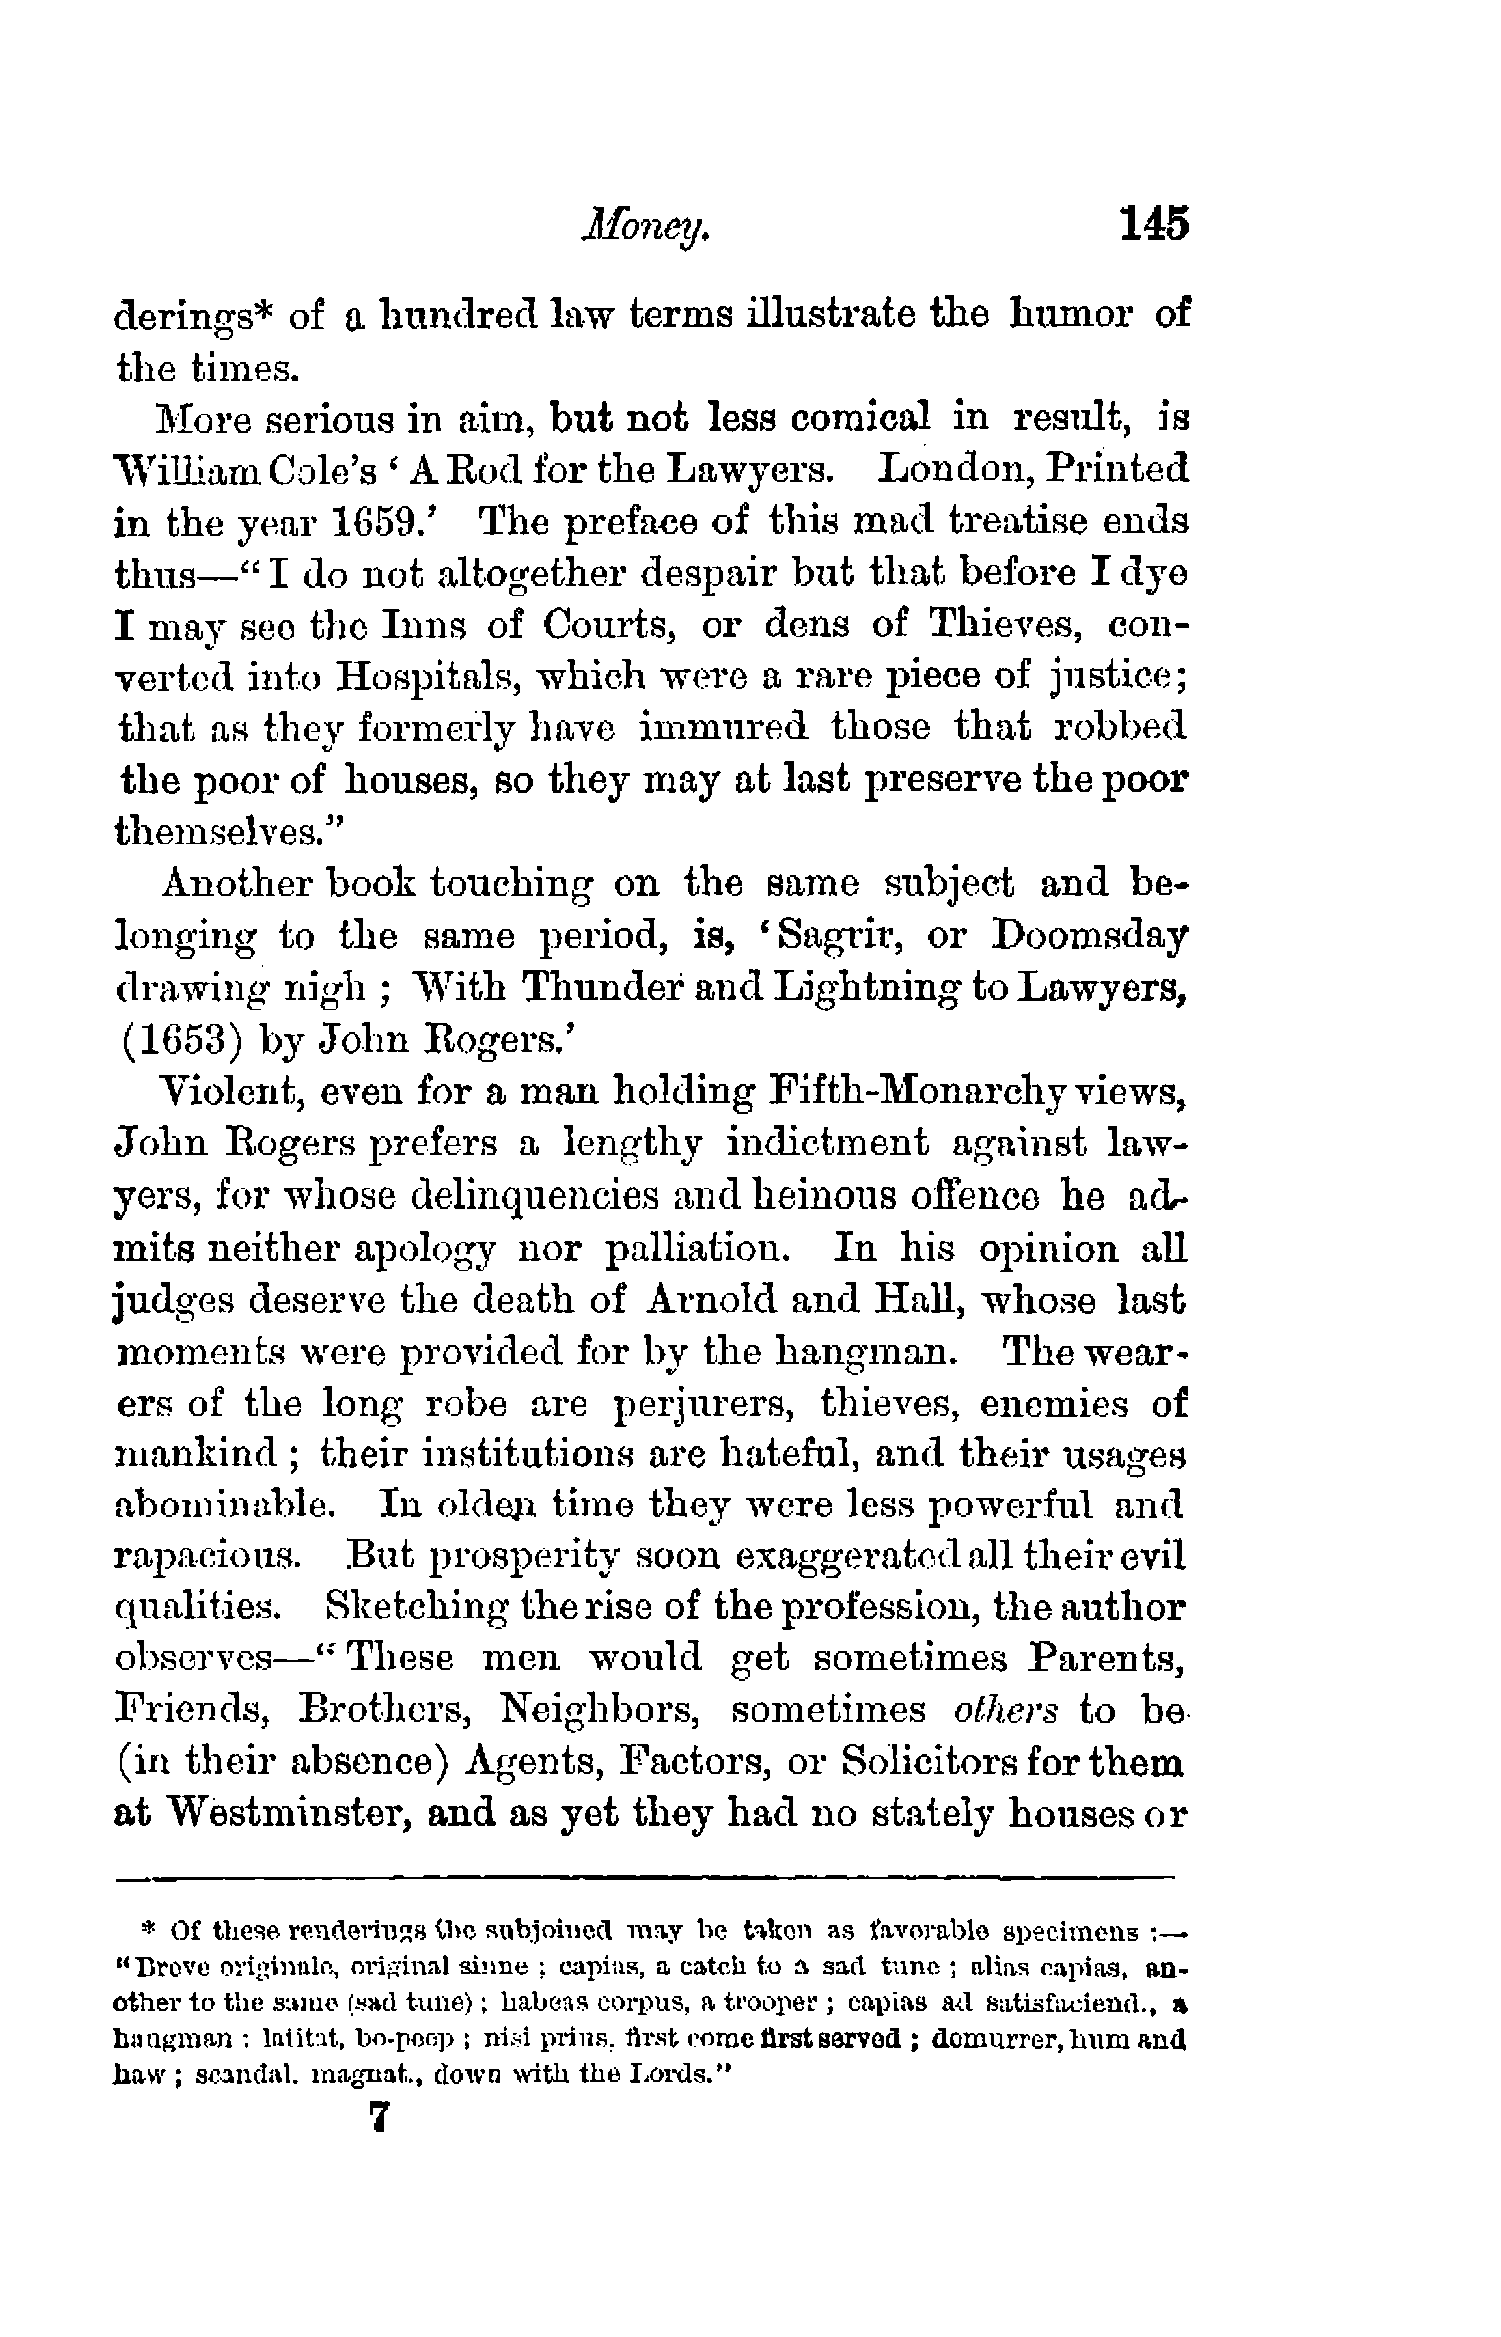 Money. 145
derings* of a hundred law terms illustrate the humor of
the times.
More serious in aim, but not less comical in result, is
William Cole's ‘ A Rod for the Lawyers. London, Printed
in the year 1659.’ The preface of this mad treatise ends
thus—“ I do not altogether despair but that before I dye
I may see the Inns of Courts, or dens of Thieves, con-
verted into Hospitals, which were a rare piece of justice;
that as they formerly have immured those that robbed
the poor of houses, so they may at last preserve the poor
themselves.”
Another book touching on the same subject and be-
longing to the same period, is, ‘ Sagrir, or Doomsday
drawing nigh ; With Thunder and Lightning to Lawyers,
(1653) by John Rogers.’
Violent, even for a man holding Fifth-Monarchy views,
John Rogers prefers a lengthy indictment against law-
yers, for whose delinquencies and heinous offence he ad-
mits neither apology nor palliation. In his opinion all
judges deserve the death of Arnold and Hall, whose last
moments were provided for by the hangman. The wear-
ers of the long robe are perjurers, thieves, enemies of
mankind ; their institutions are hateful, and their usages
abominable. In olden time they were less powerful and
rapacious. But prosperity soon exaggerated all their evil
qualities. Sketching the rise of the profession, the author
observes—“ These men would get sometimes Parents,
Friends, Brothers, Neighbors, sometimes others to be
(in their absence) Agents, Factors, or Solicitors for them
at Westminster, and as yet they had no stately houses or
* Of these renderings the subjoined may be taken as favorable specimens :—
“ Breve originale, original sinne ; capias, a catch to a sad tune ; alias capias, an-
other to the same (sad tune) ; habeas corpus, a trooper ; capias ad satisfaciend., a
hangman : latitat, bo-peep ; nisi prius, first come first served ; demurrer, hum and
haw ; scandal. magnat., down with the Lords.”
7